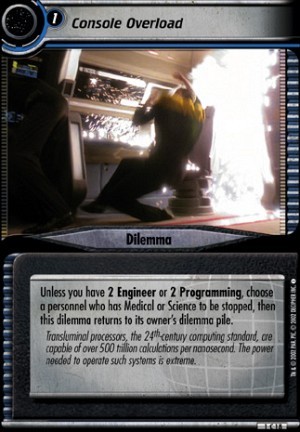 1 Console Overload
Dilemma
Unless you have 2 Engineer or 2 Programming, choose
a personnel who has Medical or Science to be stopped, then
this dilemma returns to its owner's dilemma pile.
Transluminal processors, the 24th-century computing standard, are
capable of over 500 trillion calculations per nanosecond. The power
needed to operate such systems is extreme.
1 C 18